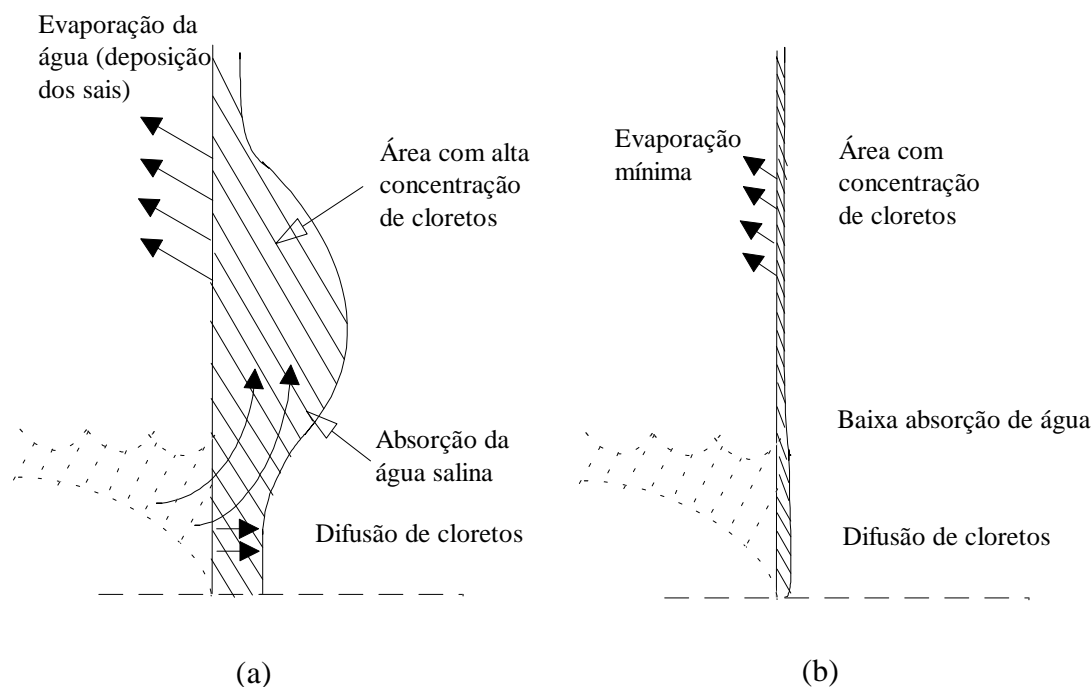 Evaporação da
água (deposição
dos sais)
Área com alta
concentração
de cloretos
Absorção da
água salina
Difusão de cloretos
(a)
Evaporação
mínima
Área com
concentração
de cloretos
Baixa absorção de água
Difusão de cloretos
(b)